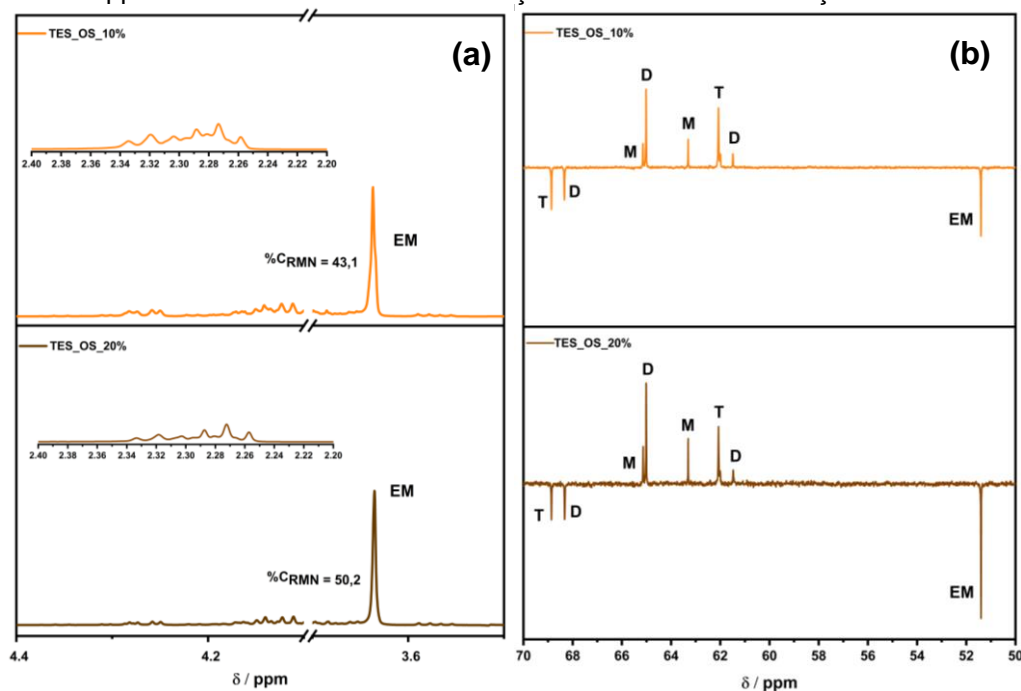 TES_OS_10%
(a)
2.40 2.38 2.36 2.34 2.32 2.30 2.28 2.26 2.24 2.22 2.20
EM
%CRMN = 43,1
TES_OS_20%
2.40 2.38 2.36 2.34 2.32 2.30 2.28 2.26 2.24 2.22 2.20
EM
%CRMN = 50,2
4.4 4.2 3.6
δ / ppm
TES_OS_10%
(b)
D
T
M
M
D
T
D
EM
TES_OS_20%
D
T
M
M
D
T
D
EM
70 68 66 64 62 60 58 56 54 52 50
δ / ppm